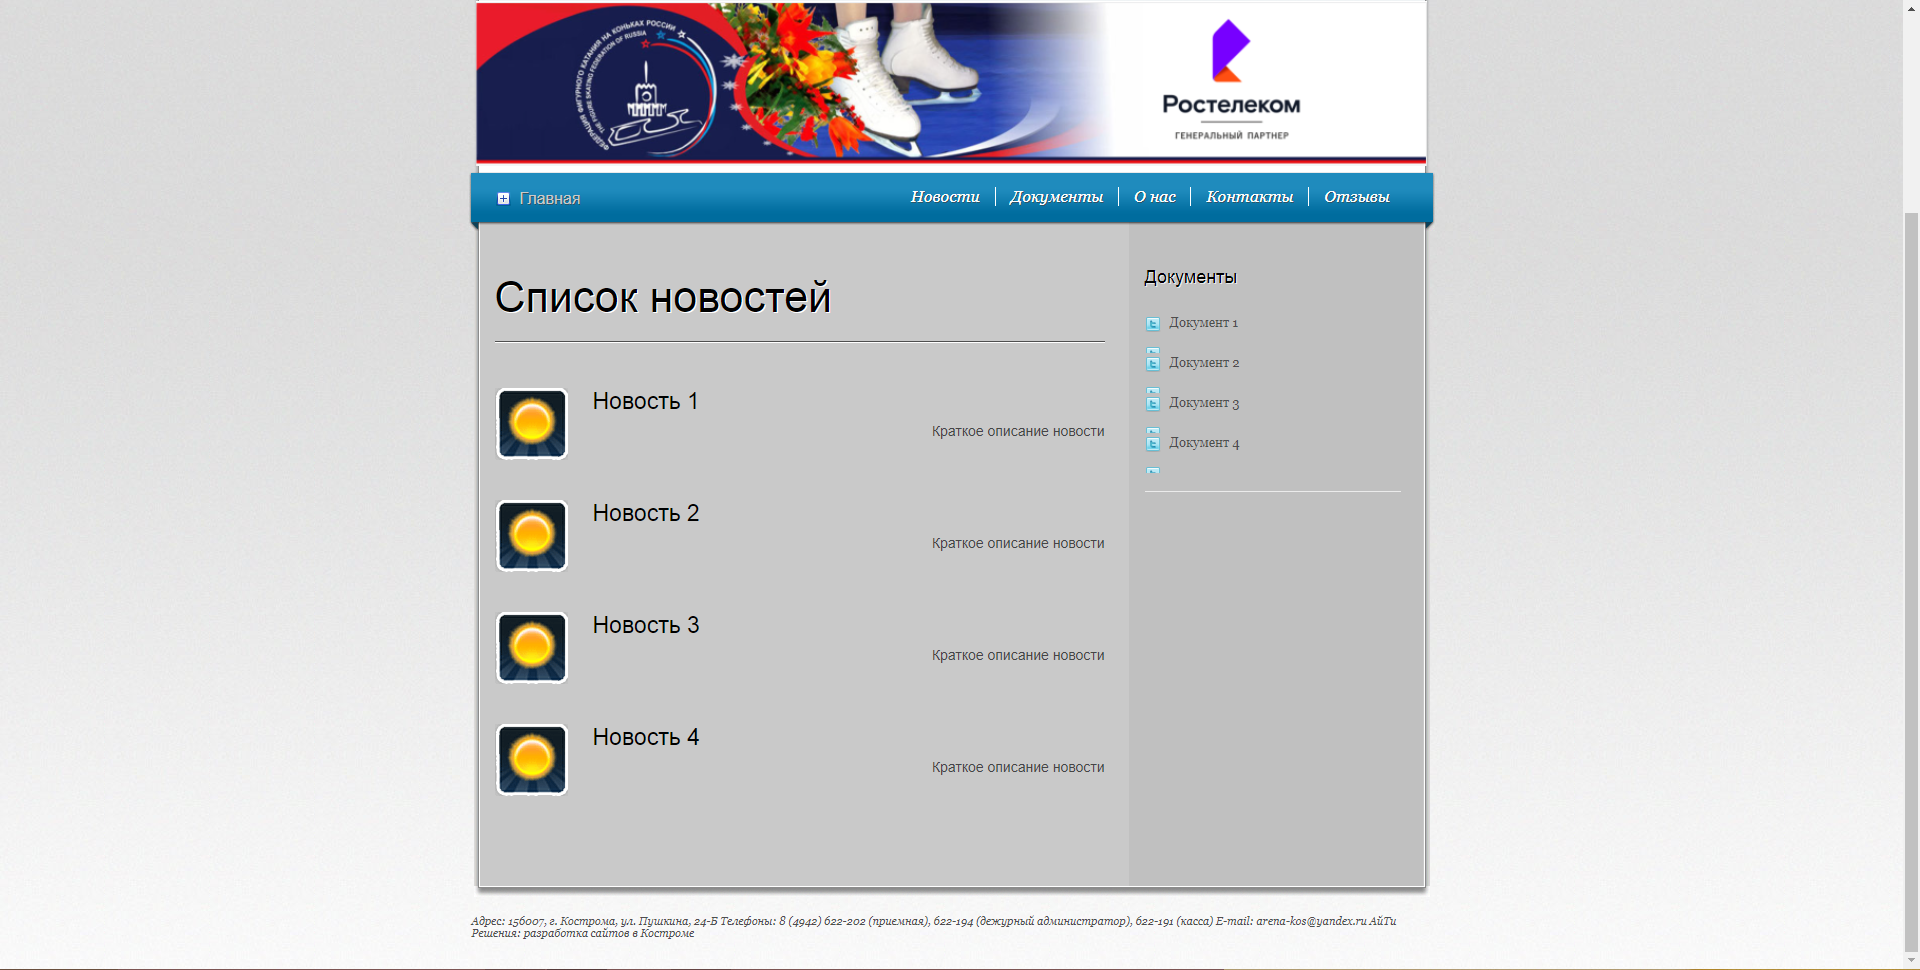 ФЕДЕРАЦИЯ ФИГУРНОГО КАТАНИЯ НА КОНЬКАХ РОССИИ
THE FIGURE SKATING FEDERATION OF RUSSIA
Ростелеком
ГЕНЕРАЛЬНЫЙ ПАРТНЕР
Главная
Новости Документы О нас Контакты Отзывы
Список новостей
Новость 1
Краткое описание новости
Новость 2
Краткое описание новости
Новость 3
Краткое описание новости
Новость 4
Краткое описание новости
Документы
Документ 1
Документ 2
Документ 3
Документ 4
Адрес: 156007, г. Кострома, ул. Пушкина, 24-Б Телефоны: 8 (4942) 622-202 (приемная), 622-194 (дежурный администратор), 622-191 (касса) E-mail: arena-kos@yandex.ru АйТи
Решения: разработка сайтов в Костроме